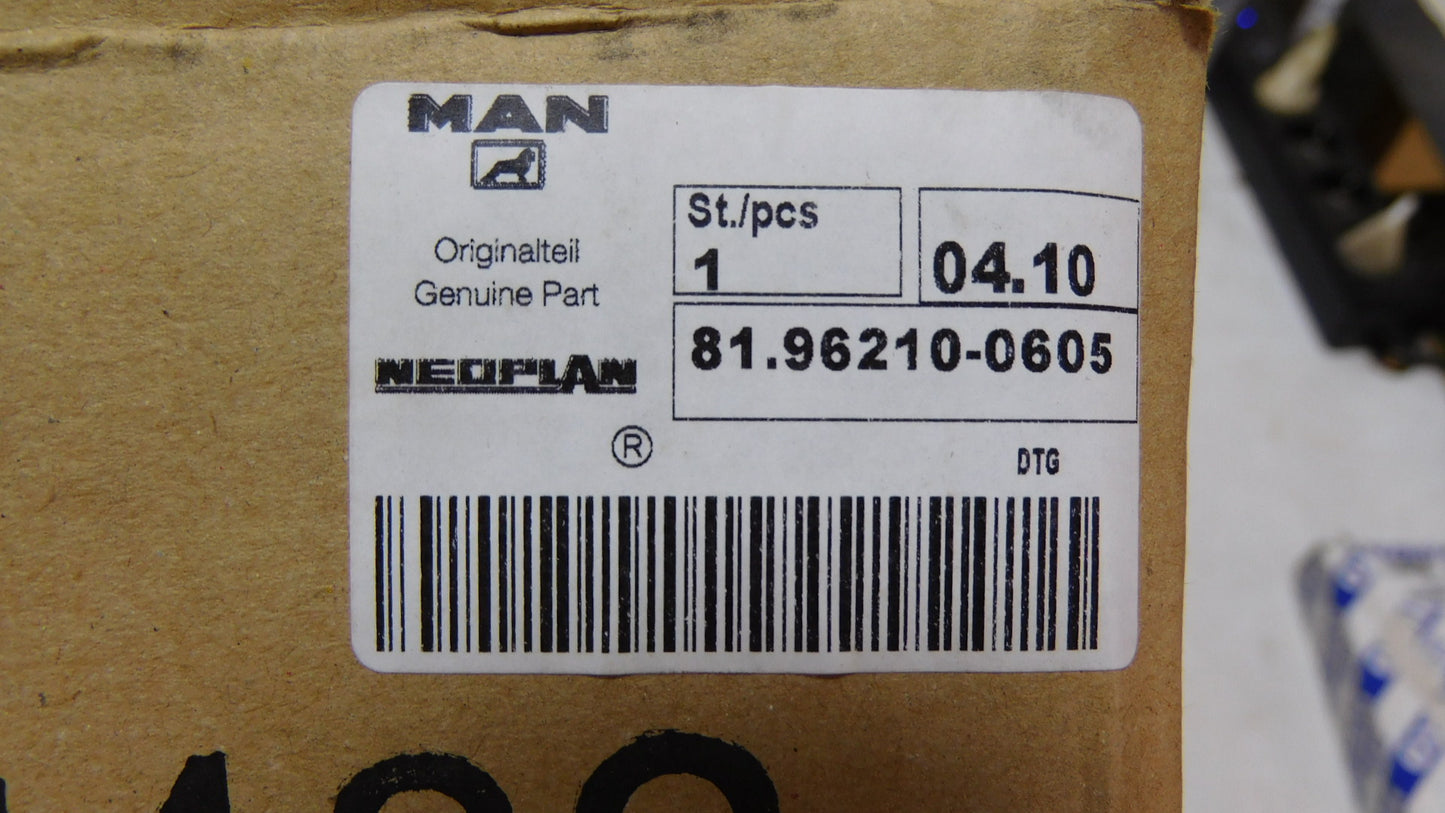 MAN
Originalteil
Genuine Part
NEOPLAN
®
St./pcs
1
04.10
81.96210-0605
DTG